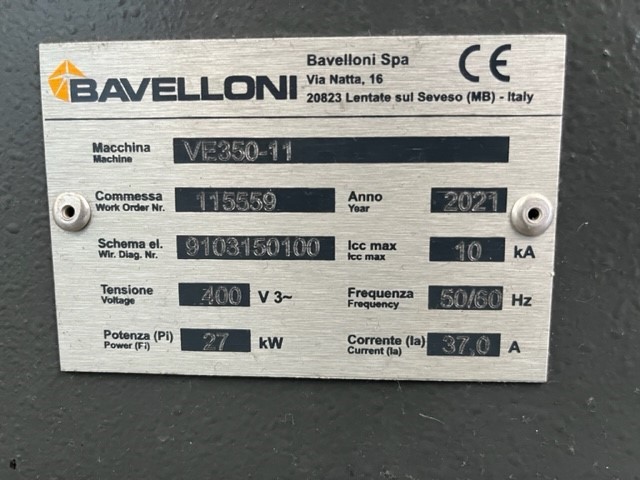 BAVELLONI
Bavelloni Spa
Via Natta, 16
20823 Lentate sul Seveso (MB) - Italy
CE
Macchina VE350-11
Machine
Commessa 115559 Anno 2021
Work Order Nr. Year
Schema el. 9103150100 Icc max 10 kA
Wir. Diag. Nr. Icc max
Tensione 400 V 3~ Frequenza 50/60 Hz
Voltage Frequency
Potenza (Pi) 27 kW Corrente (Ia) 37,0 A
Power (Fi) Current (Ia)